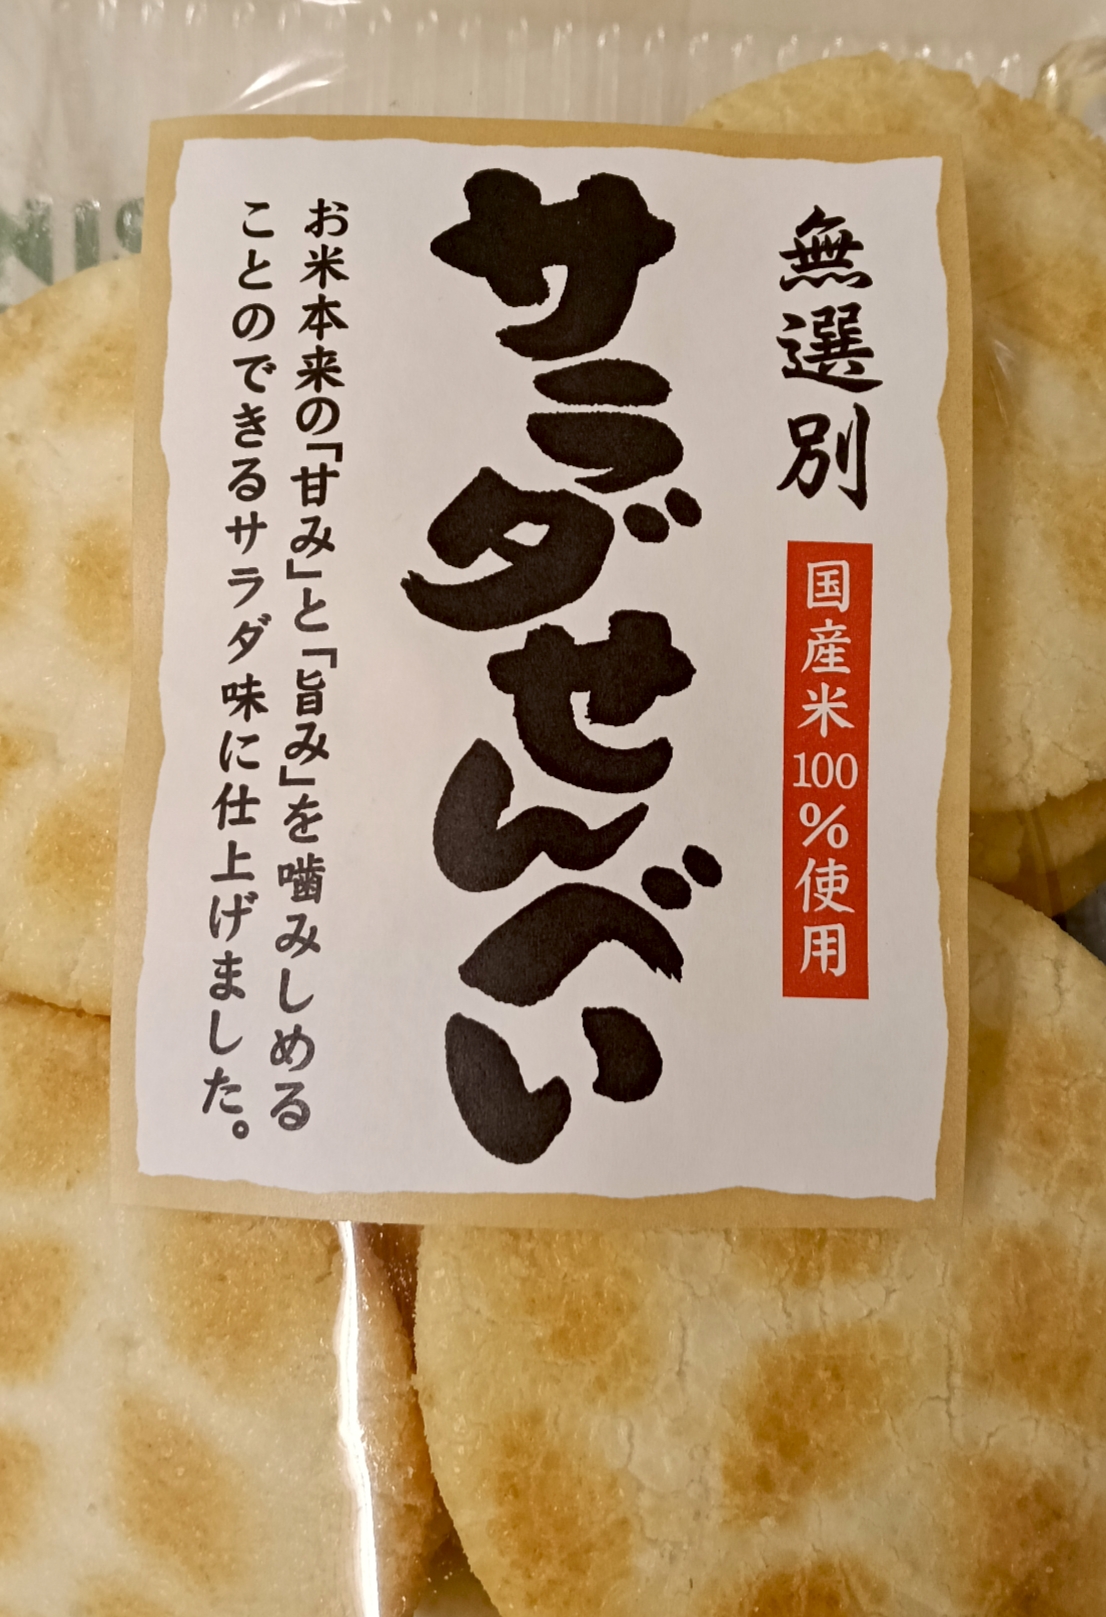 無選別
国産米100%使用
サラダせんべい
お米本来の「甘み」と「旨み」を噛みしめる
ことのできるサラダ味に仕上げました。